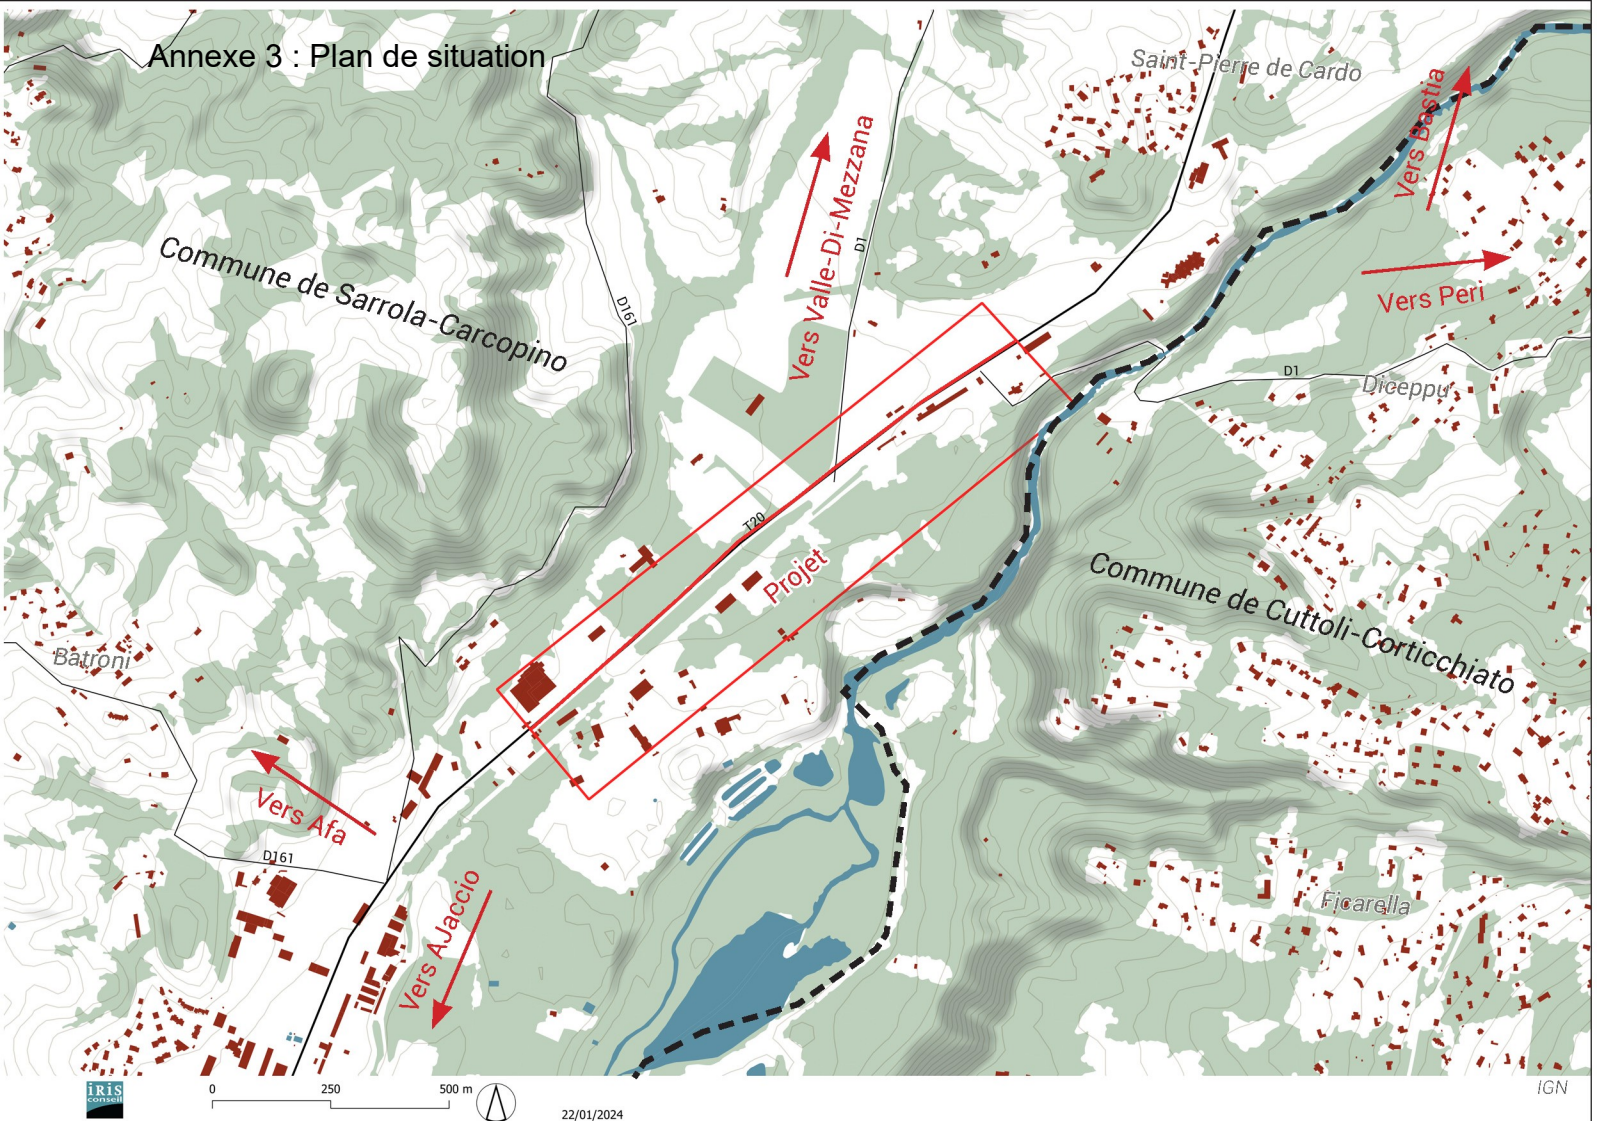 Annexe 3 : Plan de situation
Saint-Pierre de Cardo
Vers Bastia
Vers Valle-Di-Mezzana
D1
Commune de Sarrola-Carcopino
D161
Vers Peri
D1
Diceppu
T20
Projet
Commune de Cuttoli-Corticchiato
Batroni
Vers Afa
D161
Vers AJaccio
Ficarella
iRiS
conseil
0 250 500 m
22/01/2024
IGN